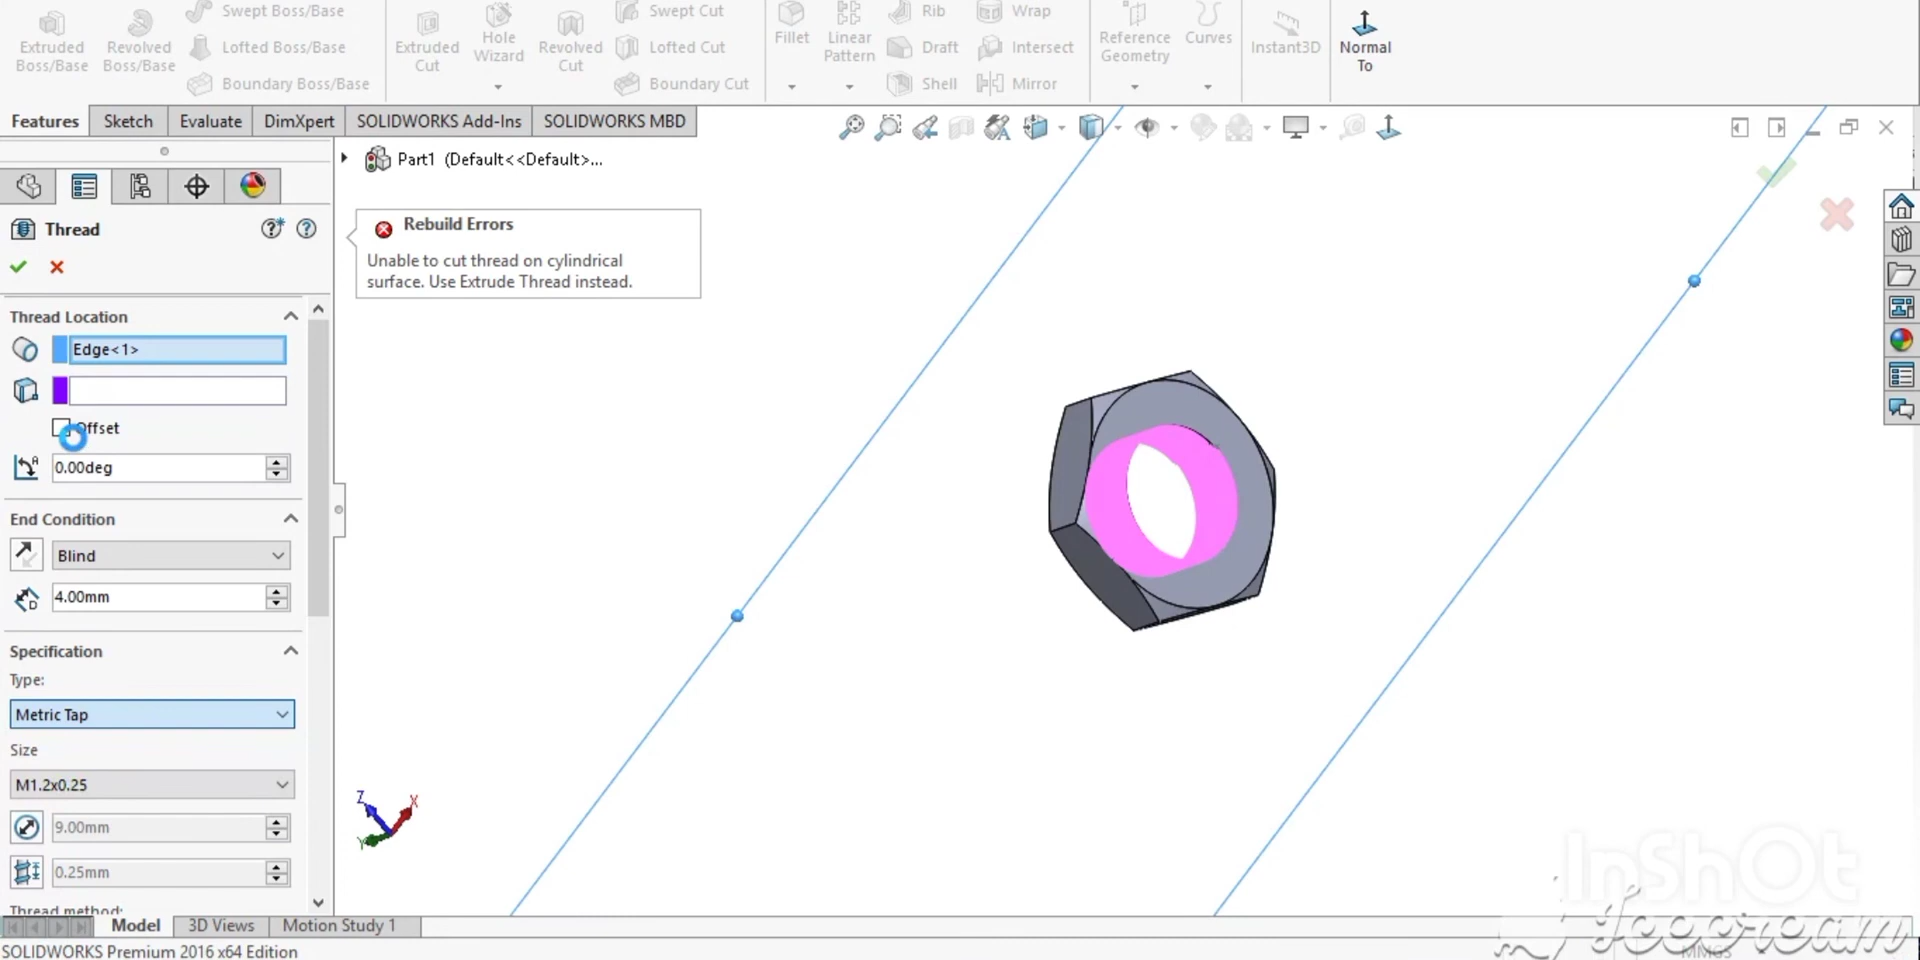 Swept Boss/Base
Swept Cut
Rib
Wrap
Extruded
Boss/Base
Revolved
Boss/Base
Lofted Boss/Base
Extruded
Cut
Hole
Wizard
Revolved
Cut
Lofted Cut
Fillet
Linear
Pattern
Draft
Intersect
Reference
Geometry
Curves
Instant3D
Normal
To
Boundary Boss/Base
Boundary Cut
Shell
Mirror
Features
Sketch
Evaluate
DimXpert
SOLIDWORKS Add-Ins
SOLIDWORKS MBD
Part1 (Default<<Default>...
Thread
Rebuild Errors
Unable to cut thread on cylindrical
surface. Use Extrude Thread instead.
Thread Location
Edge<1>
Offset
0.00deg
End Condition
Blind
4.00mm
Specification
Type:
Metric Tap
Size
M1.2x0.25
9.00mm
0.25mm
Thread method:
Z
X
Y
Model
3D Views
Motion Study 1
SOLIDWORKS Premium 2016 x64 Edition
MMGS
InShOt
Icecream